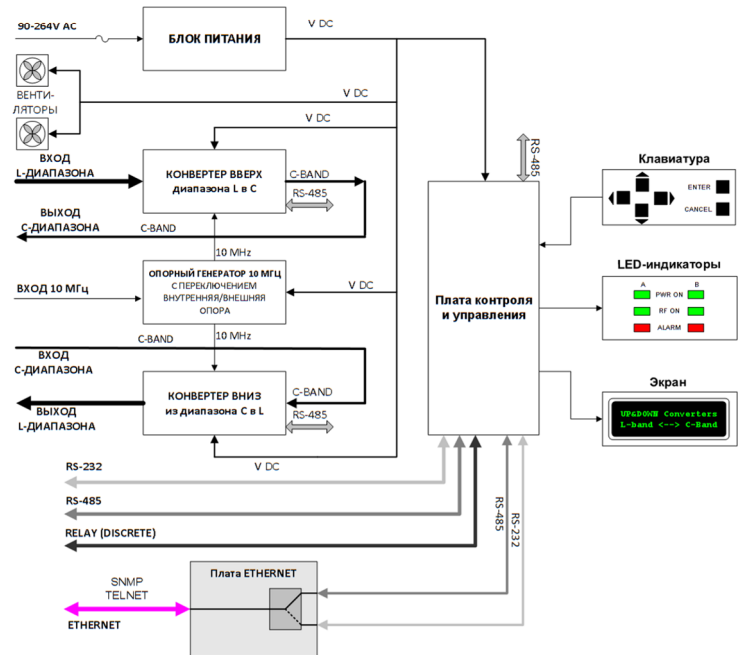 90-264V AC
БЛОК ПИТАНИЯ
V DC
ВЕНТИ-
ЛЯТОРЫ
V DC
V DC
ВХОД
L-ДИАПАЗОНА
КОНВЕРТЕР ВВЕРХ
диапазона L в C
C-BAND
RS-485
ВЫХОД
С-ДИАПАЗОНА
C-BAND
10 MHz
ОПОРНЫЙ ГЕНЕРАТОР 10 МГЦ
С ПЕРЕКЛЮЧЕНИЕМ
ВНУТРЕННЯЯ/ВНЕШНЯЯ
ОПОРА
ВХОД 10 МГц
V DC
10 MHz
C-BAND
ВХОД
С-ДИАПАЗОНА
КОНВЕРТЕР ВНИЗ
из диапазона C в L
C-BAND
RS-485
ВЫХОД
L-ДИАПАЗОНА
V DC
RS-485
Плата контроля
и управления
Клавиатура
ENTER
CANCEL
LED-индикаторы
A B
PWR ON
RF ON
ALARM
Экран
UP&DOWN Converters
L-band <--> C-Band
RS-232
RS-485
RELAY (DISCRETE)
RS-485
RS-232
Плата ETHERNET
SNMP
TELNET
ETHERNET